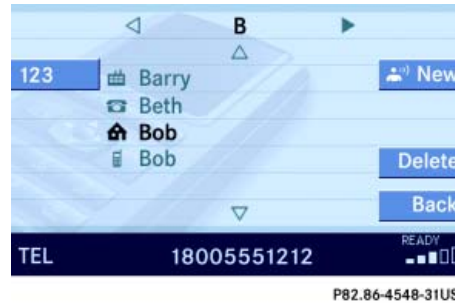 B
123
Barry
New
Beth
Bob
Bob
Delete
Back
TEL 18005551212 READY
P82.86-4548-31US